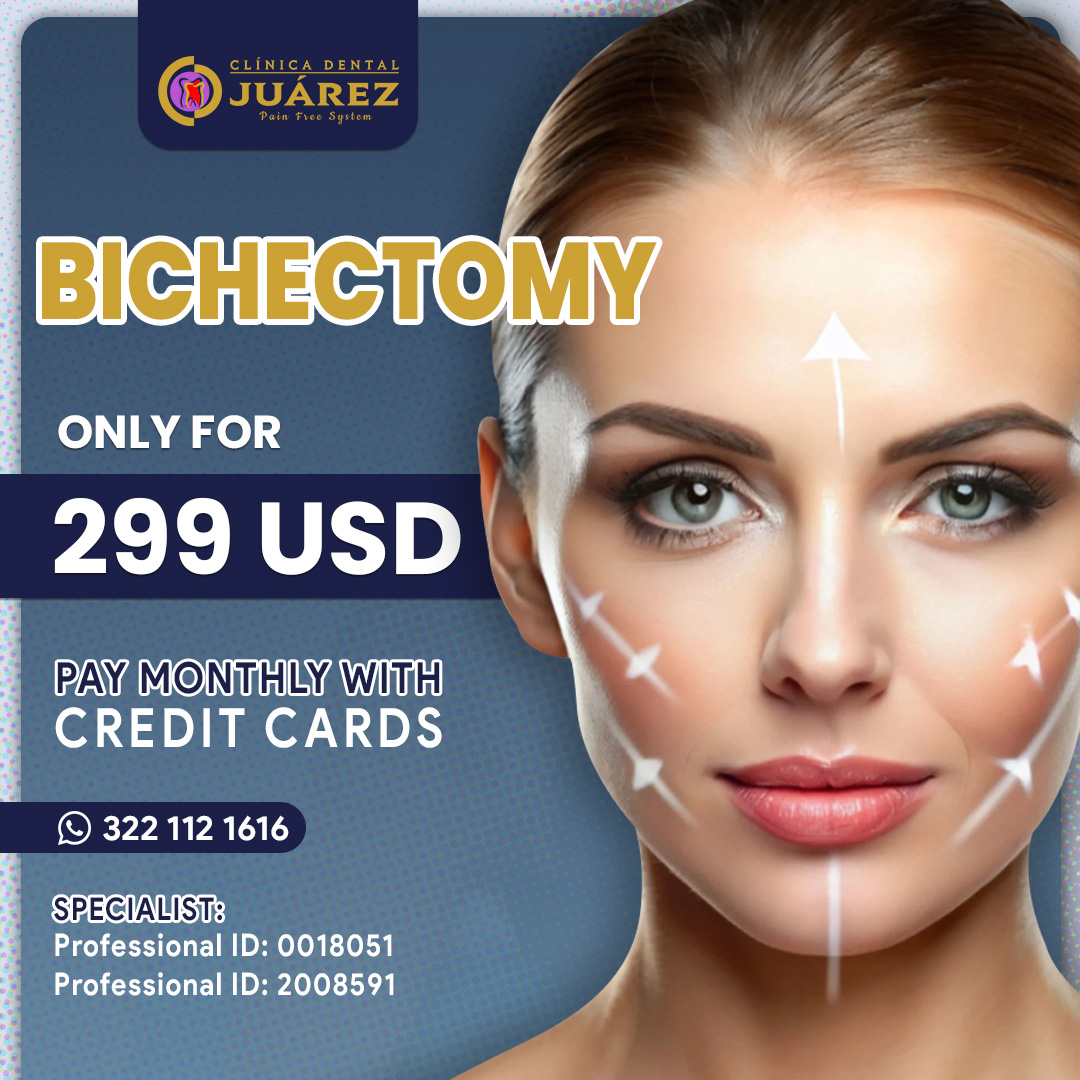 CLÍNICA DENTAL
JUÁREZ
Pain Free System
BICHECTOMY
ONLY FOR
299 USD
PAY MONTHLY WITH
CREDIT CARDS
322 112 1616
SPECIALIST:
Professional ID: 0018051
Professional ID: 2008591